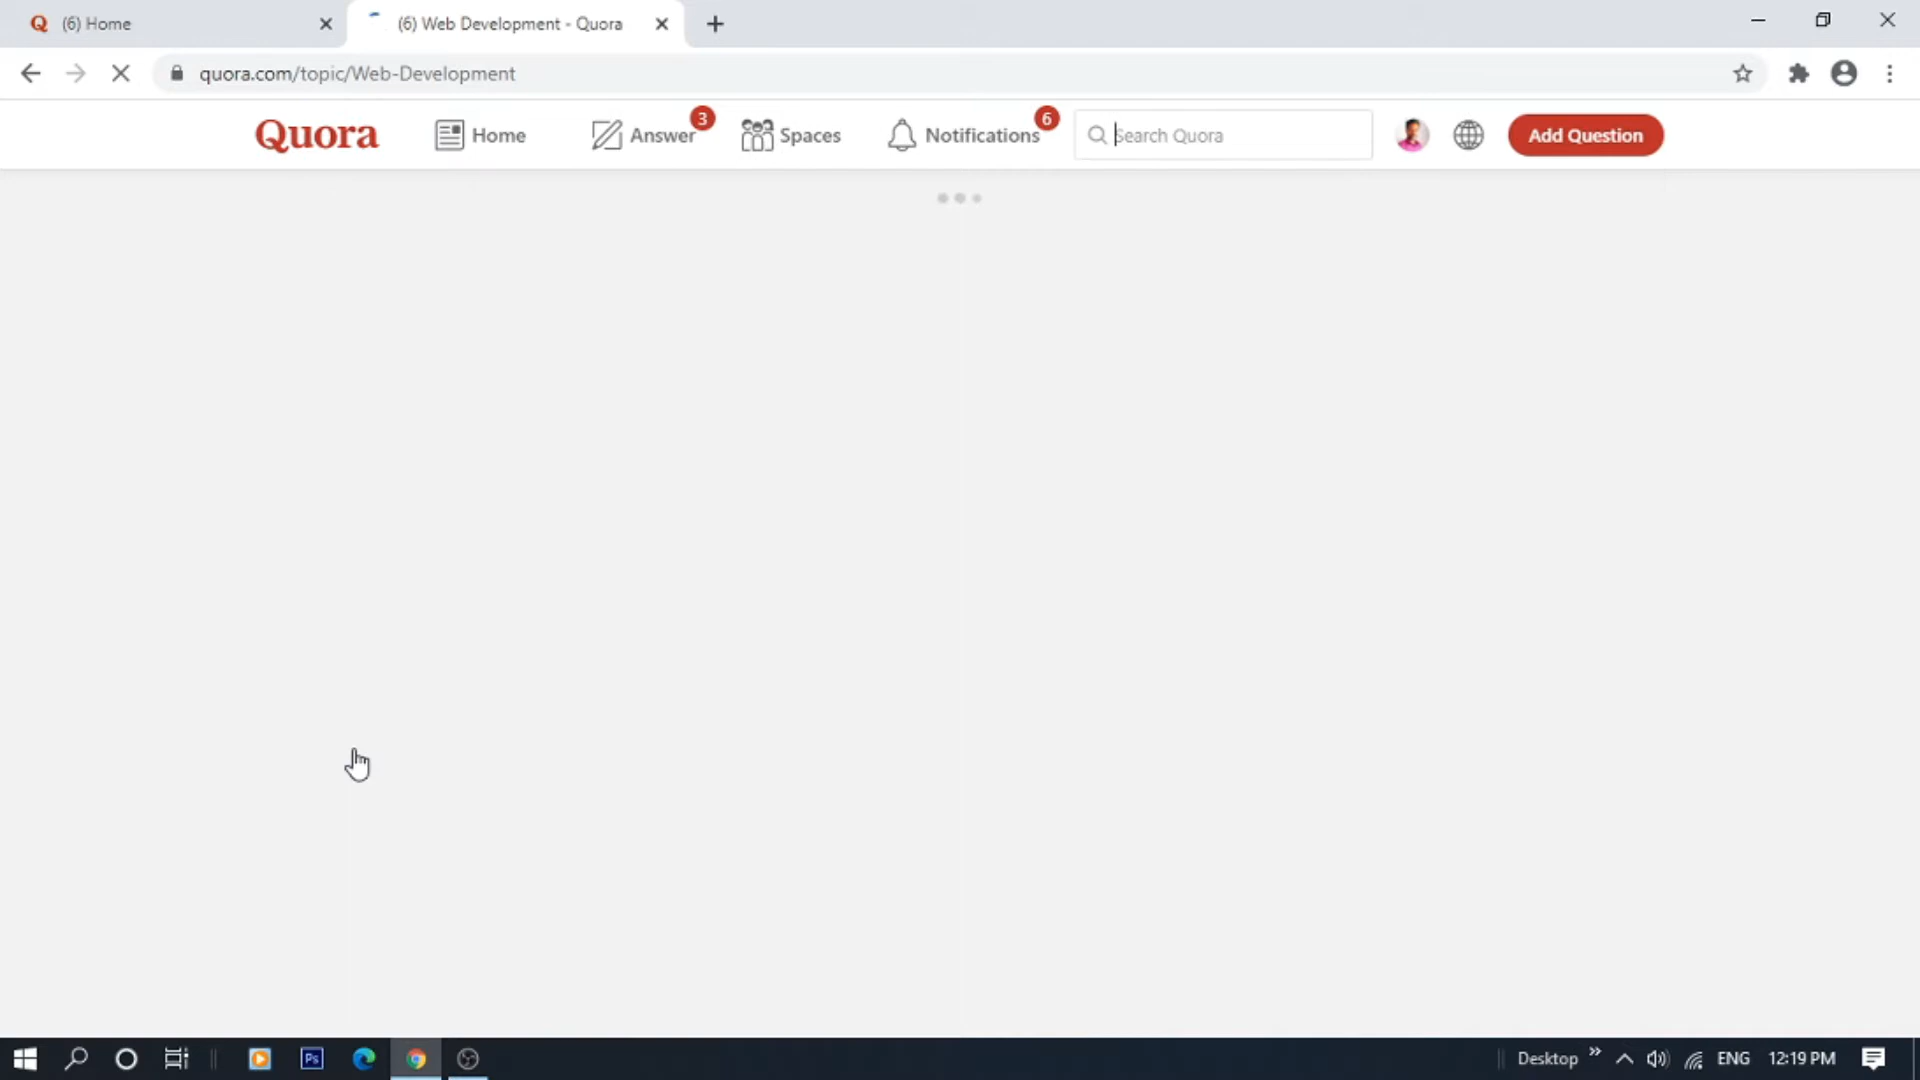 Q (6) Home
(6) Web Development - Quora
quora.com/topic/Web-Development
Quora
Home
Answer 3
Spaces
Notifications 6
Search Quora
Add Question
Ps
Desktop
ENG
12:19 PM